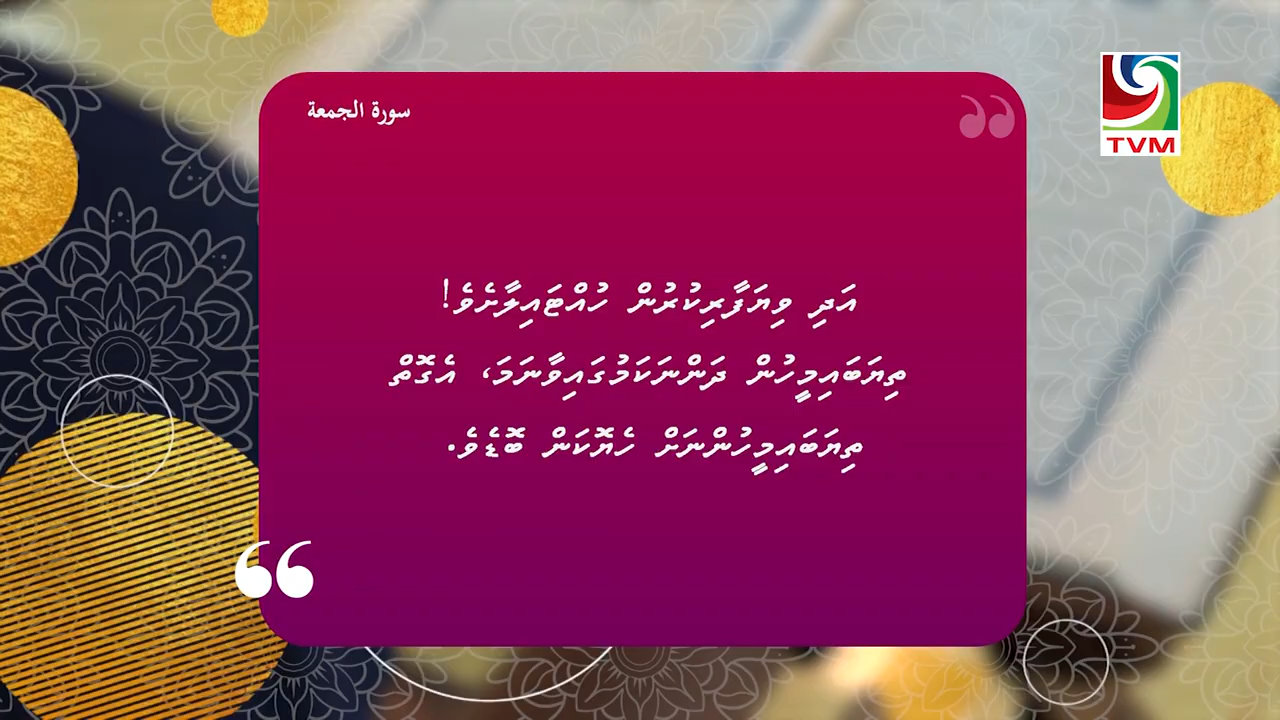 سورة الجمعة
TVM
އަދި ވިޔަފާރިކުރުން ހުއްޓައިލާށެވެ!
ތިޔަބައިމީހުން ދަންނަކަމުގައިވާނަމަ، އެގޮތް
ތިޔަބައިމީހުންނަށް ހެޔޮކަން ބޮޑެވެ.